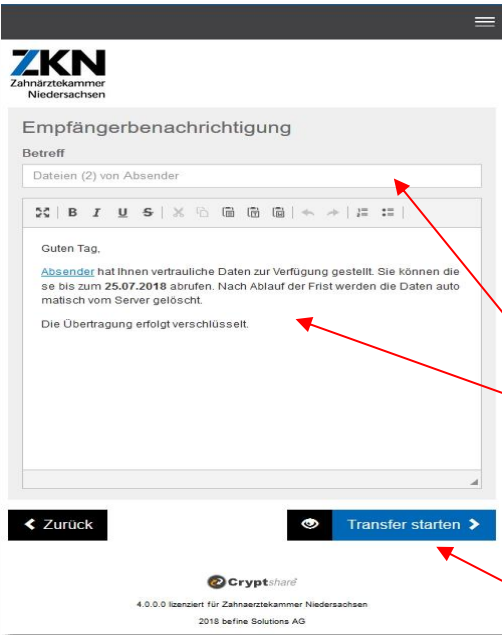 ZKN
Zahnärztekammer
Niedersachsen
Empfängerbenachrichtigung
Betreff
Dateien (2) von Absender
B I U S
Guten Tag,
Absender hat Ihnen vertrauliche Daten zur Verfügung gestellt. Sie können die
se bis zum 25.07.2018 abrufen. Nach Ablauf der Frist werden die Daten auto
matisch vom Server gelöscht.
Die Übertragung erfolgt verschlüsselt.
Zurück
Transfer starten
Cryptshare
4.0.0.0 lizenziert für Zahnaerztekammer Niedersachsen
2018 befine Solutions AG